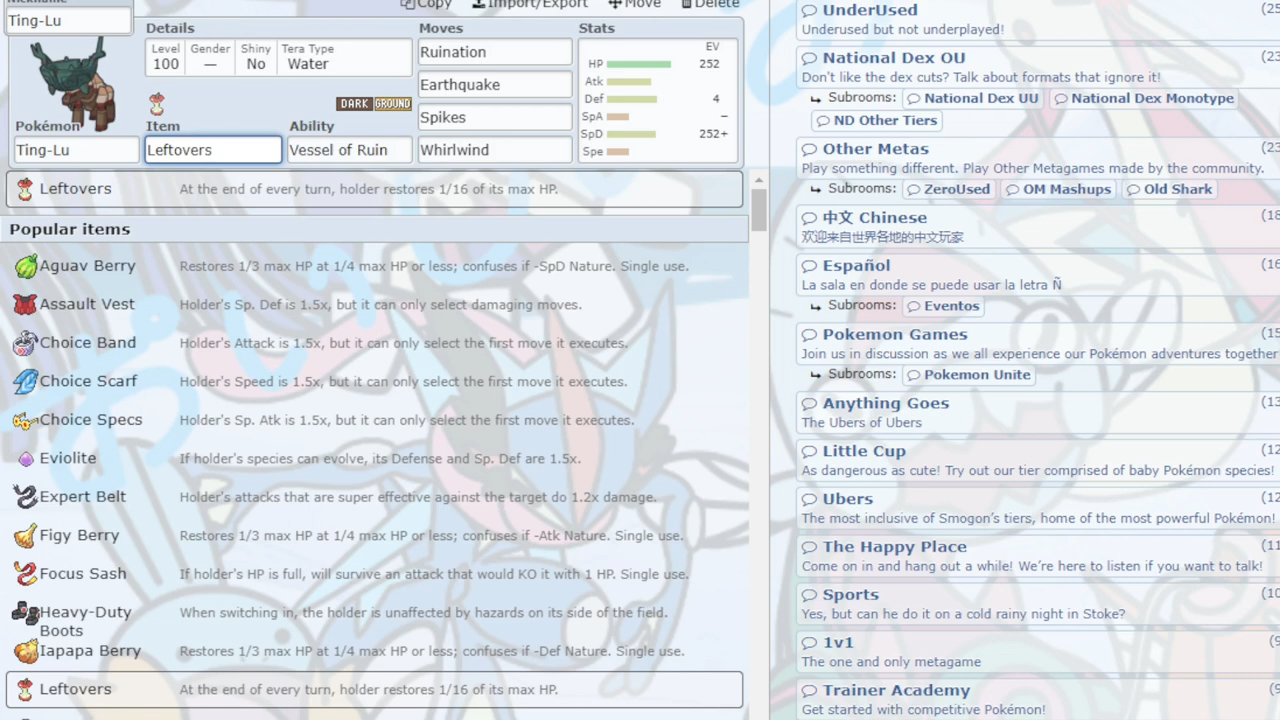 Nickname
Ting-Lu
Copy Import/Export Move Delete
Details Moves Stats
Level Gender Shiny Tera Type
100 — No Water
Ruination
Earthquake
Spikes
Whirlwind
EV
HP 252
Atk
Def 4
SpA –
SpD 252+
Spe
DARK GROUND
Pokémon Item Ability
Ting-Lu Leftovers Vessel of Ruin
Leftovers At the end of every turn, holder restores 1/16 of its max HP.
Popular items
Aguav Berry Restores 1/3 max HP at 1/4 max HP or less; confuses if -SpD Nature. Single use.
Assault Vest Holder's Sp. Def is 1.5x, but it can only select damaging moves.
Choice Band Holder's Attack is 1.5x, but it can only select the first move it executes.
Choice Scarf Holder's Speed is 1.5x, but it can only select the first move it executes.
Choice Specs Holder's Sp. Atk is 1.5x, but it can only select the first move it executes.
Eviolite If holder's species can evolve, its Defense and Sp. Def are 1.5x.
Expert Belt Holder's attacks that are super effective against the target do 1.2x damage.
Figy Berry Restores 1/3 max HP at 1/4 max HP or less; confuses if -Atk Nature. Single use.
Focus Sash If holder's HP is full, will survive an attack that would KO it with 1 HP. Single use.
Heavy-Duty Boots When switching in, the holder is unaffected by hazards on its side of the field.
Iapapa Berry Restores 1/3 max HP at 1/4 max HP or less; confuses if -Def Nature. Single use.
Leftovers At the end of every turn, holder restores 1/16 of its max HP.
UnderUsed (25
Underused but not underplayed!
National Dex OU (23
Don't like the dex cuts? Talk about formats that ignore it!
Subrooms: National Dex UU National Dex Monotype
ND Other Tiers
Other Metas (23
Play something different. Play Other Metagames made by the community.
Subrooms: ZeroUsed OM Mashups Old Shark
中文 Chinese (18
欢迎来自世界各地的中文玩家
Español (16
La sala en donde se puede usar la letra Ñ
Subrooms: Eventos
Pokemon Games (15
Join us in discussion as we all experience our Pokémon adventures together
Subrooms: Pokemon Unite
Anything Goes (13
The Ubers of Ubers
Little Cup (12
As dangerous as cute! Try out our tier comprised of baby Pokémon species!
Ubers (12
The most inclusive of Smogon's tiers, home of the most powerful Pokémon!
The Happy Place (11
Come on in and hang out a while! We're here to listen if you want to talk!
Sports (10
Yes, but can he do it on a cold rainy night in Stoke?
1v1 (9
The one and only metagame
Trainer Academy (9
Get started with competitive Pokémon!